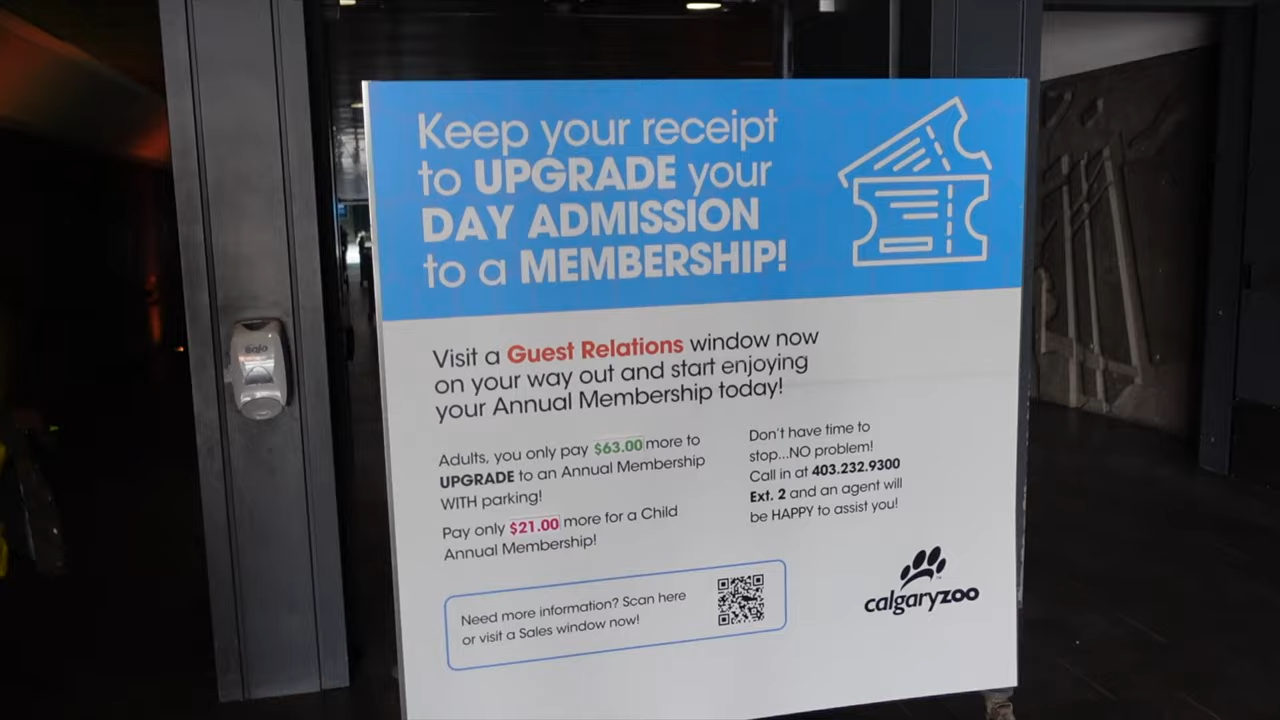 Keep your receipt
to UPGRADE your
DAY ADMISSION
to a MEMBERSHIP!
Visit a Guest Relations window now
on your way out and start enjoying
your Annual Membership today!
Adults, you only pay $63.00 more to
UPGRADE to an Annual Membership
WITH parking!
Pay only $21.00 more for a Child
Annual Membership!
Don't have time to
stop...NO problem!
Call in at 403.232.9300
Ext. 2 and an agent will
be HAPPY to assist you!
Need more information? Scan here
or visit a Sales window now!
calgaryzoo